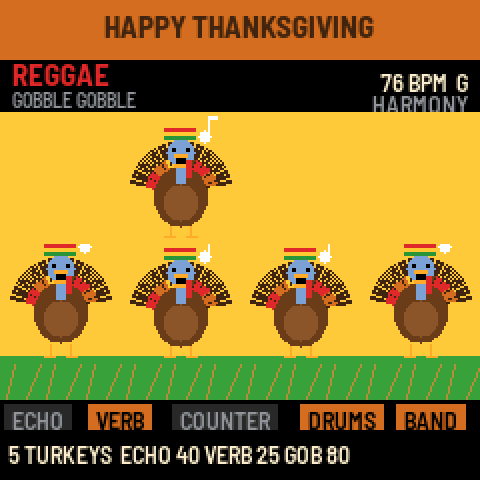 HAPPY THANKSGIVING
REGGAE
76 BPM G
GOBBLE GOBBLE
HARMONY
ECHO VERB COUNTER DRUMS BAND
5 TURKEYS ECHO 40 VERB 25 GOB 80